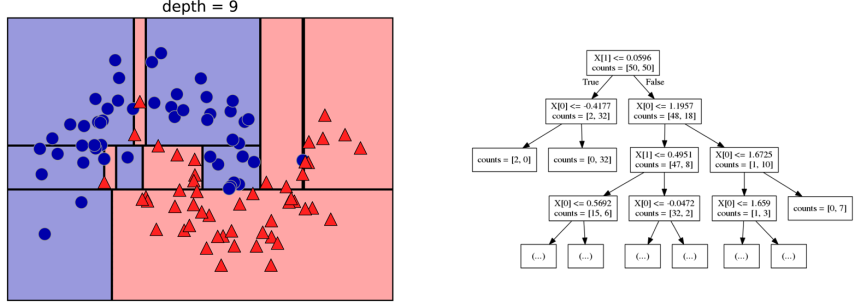 depth = 9
X[1] <= 0.0596
counts = [50, 50]
True
False
X[0] <= -0.4177
counts = [2, 32]
X[0] <= 1.1957
counts = [48, 18]
counts = [2, 0]
counts = [0, 32]
X[1] <= 0.4951
counts = [47, 8]
X[0] <= 1.6725
counts = [1, 10]
X[0] <= 0.5692
counts = [15, 6]
X[0] <= -0.0472
counts = [32, 2]
X[0] <= 1.659
counts = [1, 3]
counts = [0, 7]
(...)
(...)
(...)
(...)
(...)
(...)